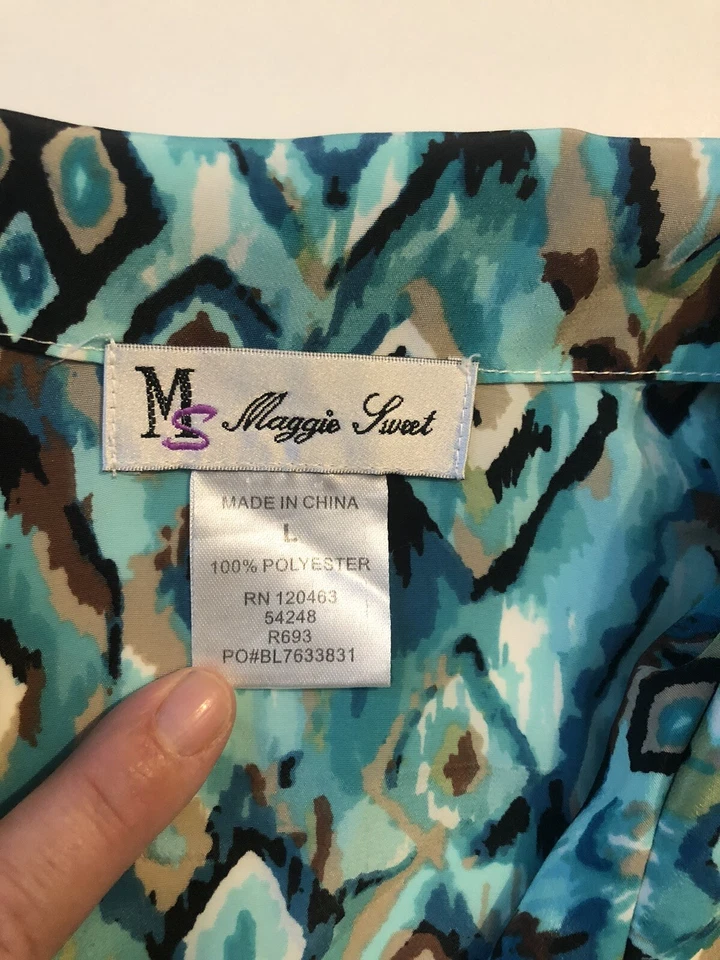 MS Maggie Sweet
MADE IN CHINA
L
100% POLYESTER
RN 120463
54248
R693
PO#BL7633831